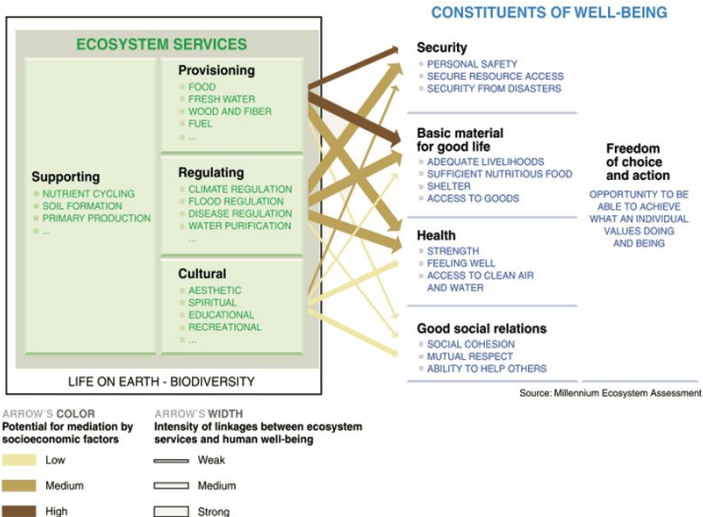 CONSTITUENTS OF WELL-BEING
ECOSYSTEM SERVICES
Supporting
NUTRIENT CYCLING
SOIL FORMATION
PRIMARY PRODUCTION
...
Provisioning
FOOD
FRESH WATER
WOOD AND FIBER
FUEL
...
Regulating
CLIMATE REGULATION
FLOOD REGULATION
DISEASE REGULATION
WATER PURIFICATION
...
Cultural
AESTHETIC
SPIRITUAL
EDUCATIONAL
RECREATIONAL
...
LIFE ON EARTH - BIODIVERSITY
Security
PERSONAL SAFETY
SECURE RESOURCE ACCESS
SECURITY FROM DISASTERS
Basic material
for good life
ADEQUATE LIVELIHOODS
SUFFICIENT NUTRITIOUS FOOD
SHELTER
ACCESS TO GOODS
Health
STRENGTH
FEELING WELL
ACCESS TO CLEAN AIR
AND WATER
Good social relations
SOCIAL COHESION
MUTUAL RESPECT
ABILITY TO HELP OTHERS
Freedom
of choice
and action
OPPORTUNITY TO BE
ABLE TO ACHIEVE
WHAT AN INDIVIDUAL
VALUES DOING
AND BEING
Source: Millennium Ecosystem Assessment
ARROW'S COLOR
Potential for mediation by
socioeconomic factors
Low
Medium
High
ARROW'S WIDTH
Intensity of linkages between ecosystem
services and human well-being
Weak
Medium
Strong